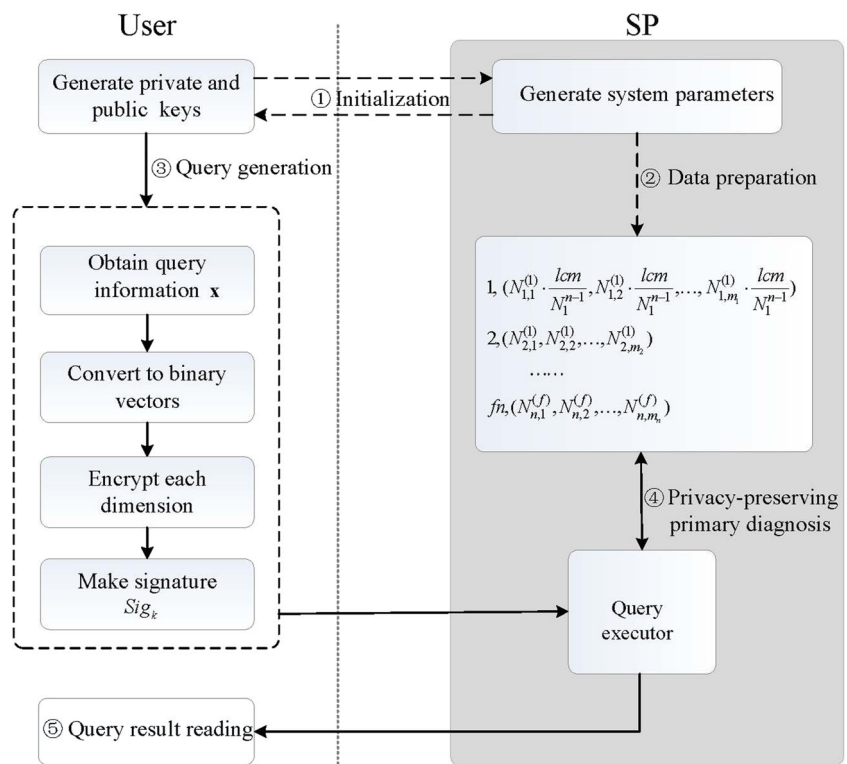 User
SP
Generate private and
public keys
① Initialization
Generate system parameters
③ Query generation
② Data preparation
Obtain query
information x
Convert to binary
vectors
Encrypt each
dimension
Make signature
Sig_k
1, (N_{1,1}^{(1)} · lcm/N_1^{n-1}, N_{1,2}^{(1)} · lcm/N_1^{n-1}, ..., N_{1,m_1}^{(1)} · lcm/N_1^{n-1})
2, (N_{2,1}^{(1)}, N_{2,2}^{(1)}, ..., N_{2,m_2}^{(1)})
......
fn, (N_{n,1}^{(f)}, N_{n,2}^{(f)}, ..., N_{n,m_n}^{(f)})
④ Privacy-preserving
primary diagnosis
Query
executor
⑤ Query result reading